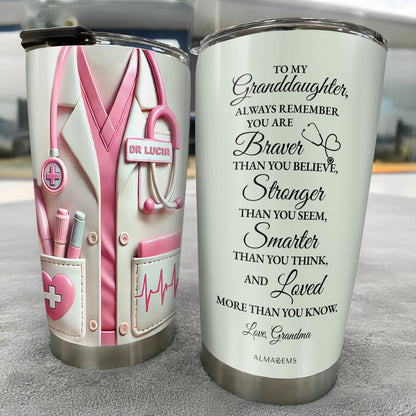 DR LUCIA
TO MY
Granddaughter,
ALWAYS REMEMBER
YOU ARE
Braver
THAN YOU BELIEVE,
Stronger
THAN YOU SEEM,
Smarter
THAN YOU THINK,
AND Loved
MORE THAN YOU KNOW.
Love, Grandma
ALMAGEMS